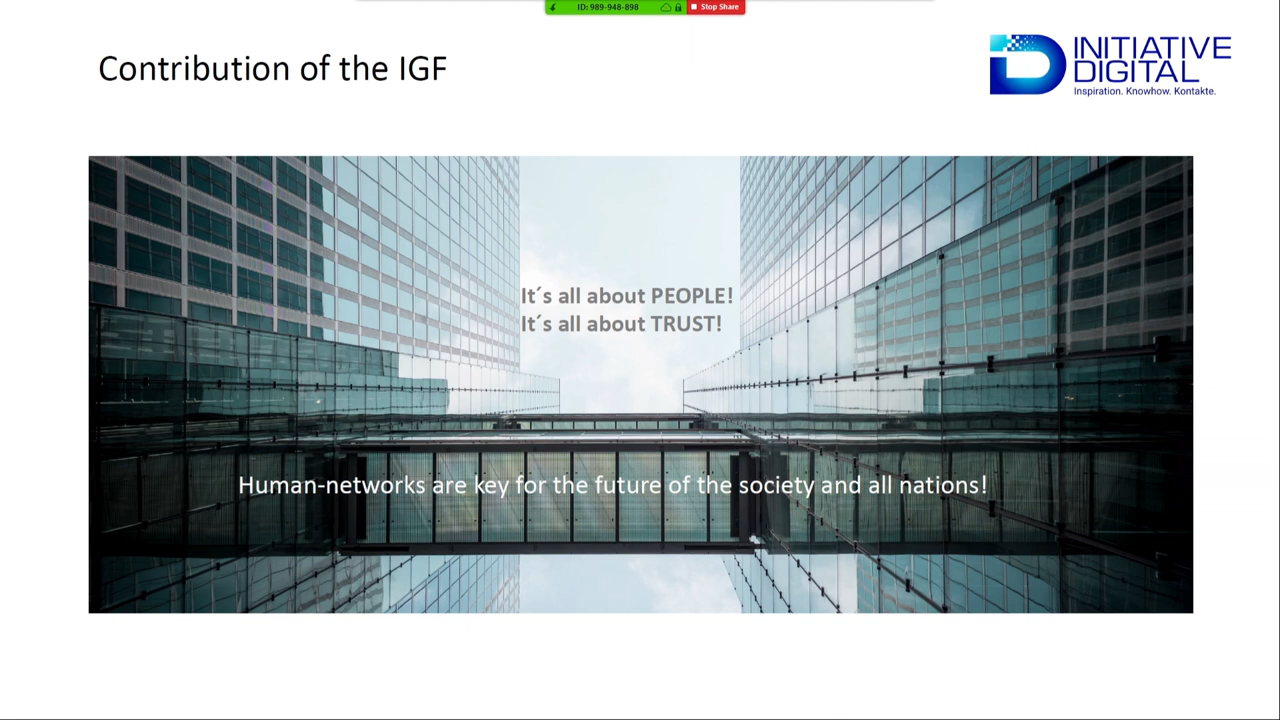 ID: 989-948-898
Stop Share
Contribution of the IGF
INITIATIVE
DIGITAL
Inspiration. Knowhow. Kontakte.
It´s all about PEOPLE!
It´s all about TRUST!
Human-networks are key for the future of the society and all nations!